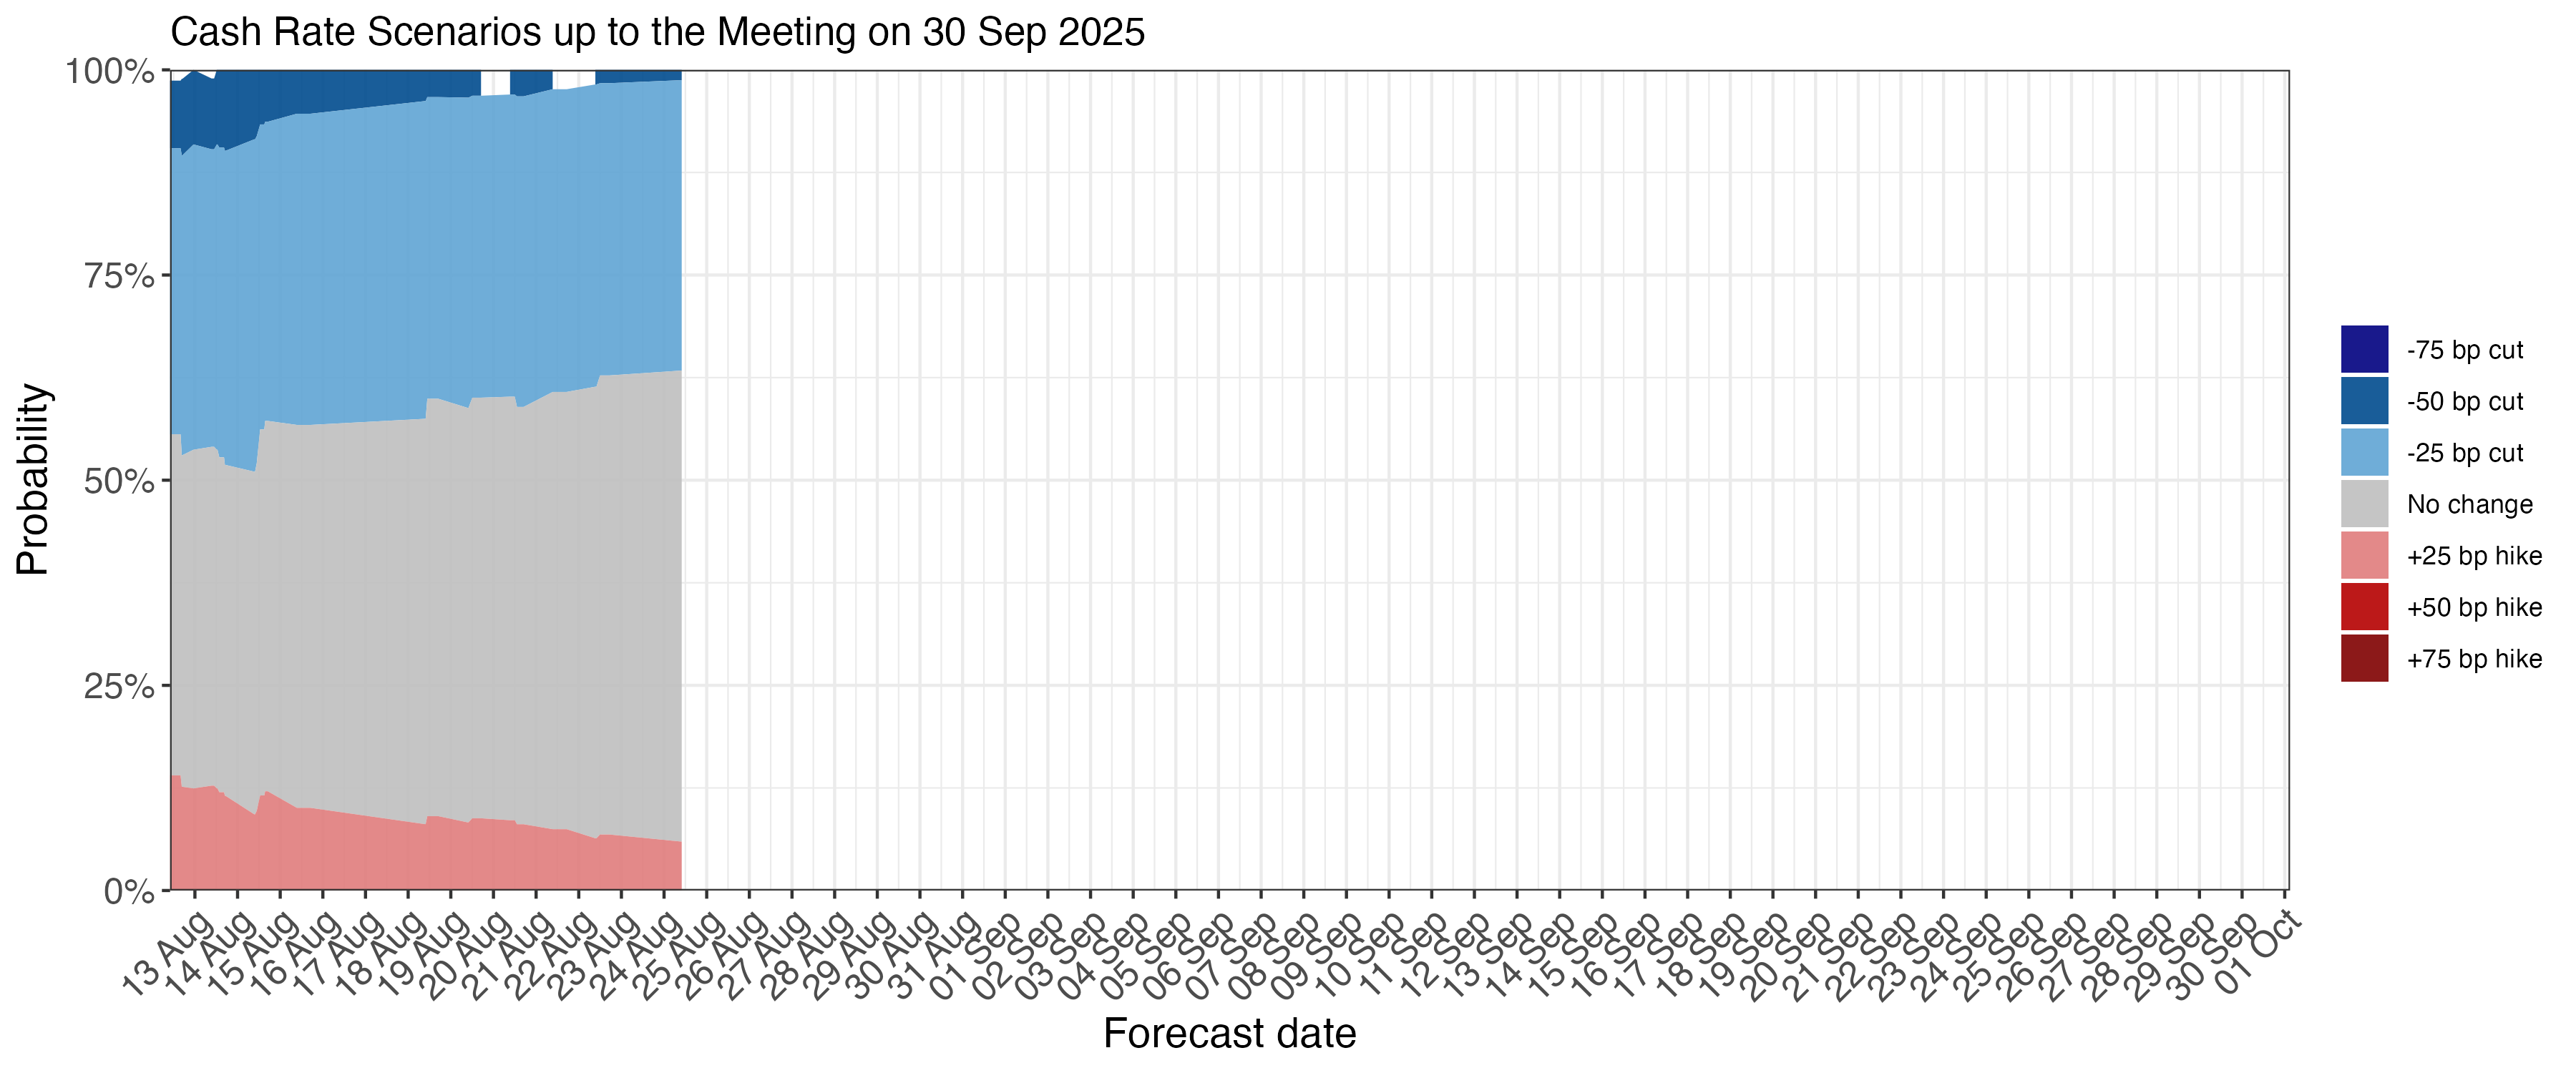 Cash Rate Scenarios up to the Meeting on 30 Sep 2025
100%
75%
50%
25%
0%
Probability
13 Aug
14 Aug
15 Aug
16 Aug
17 Aug
18 Aug
19 Aug
20 Aug
21 Aug
22 Aug
23 Aug
24 Aug
25 Aug
26 Aug
27 Aug
28 Aug
29 Aug
30 Aug
31 Aug
01 Sep
02 Sep
03 Sep
04 Sep
05 Sep
06 Sep
07 Sep
08 Sep
09 Sep
10 Sep
11 Sep
12 Sep
13 Sep
14 Sep
15 Sep
16 Sep
17 Sep
18 Sep
19 Sep
20 Sep
21 Sep
22 Sep
23 Sep
24 Sep
25 Sep
26 Sep
27 Sep
28 Sep
29 Sep
30 Sep
01 Oct
Forecast date
-75 bp cut
-50 bp cut
-25 bp cut
No change
+25 bp hike
+50 bp hike
+75 bp hike